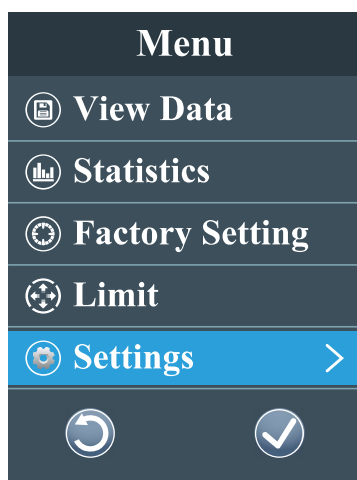 Menu
View Data
Statistics
Factory Setting
Limit
Settings